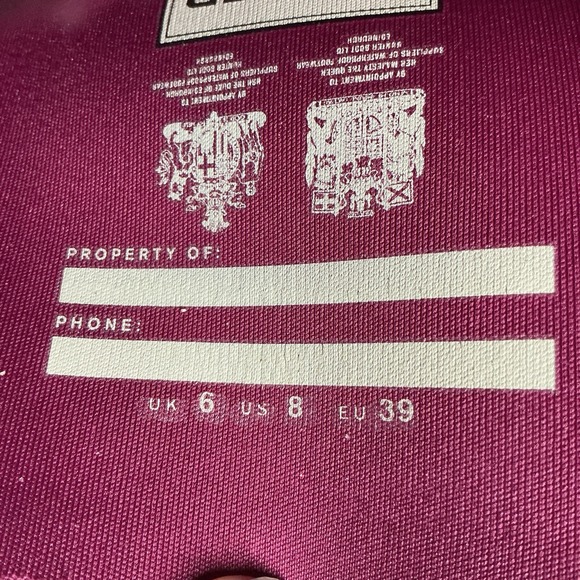 BY APPOINTMENT TO
HRH THE DUKE OF EDINBURGH
SUPPLIERS OF WATERPROOF FOOTWEAR
HUNTER BOOT LTD
EDINBURGH
BY APPOINTMENT TO
HER MAJESTY THE QUEEN
SUPPLIERS OF WATERPROOF FOOTWEAR
HUNTER BOOT LTD
EDINBURGH
PROPERTY OF:
PHONE:
UK 6 US 8 EU 39